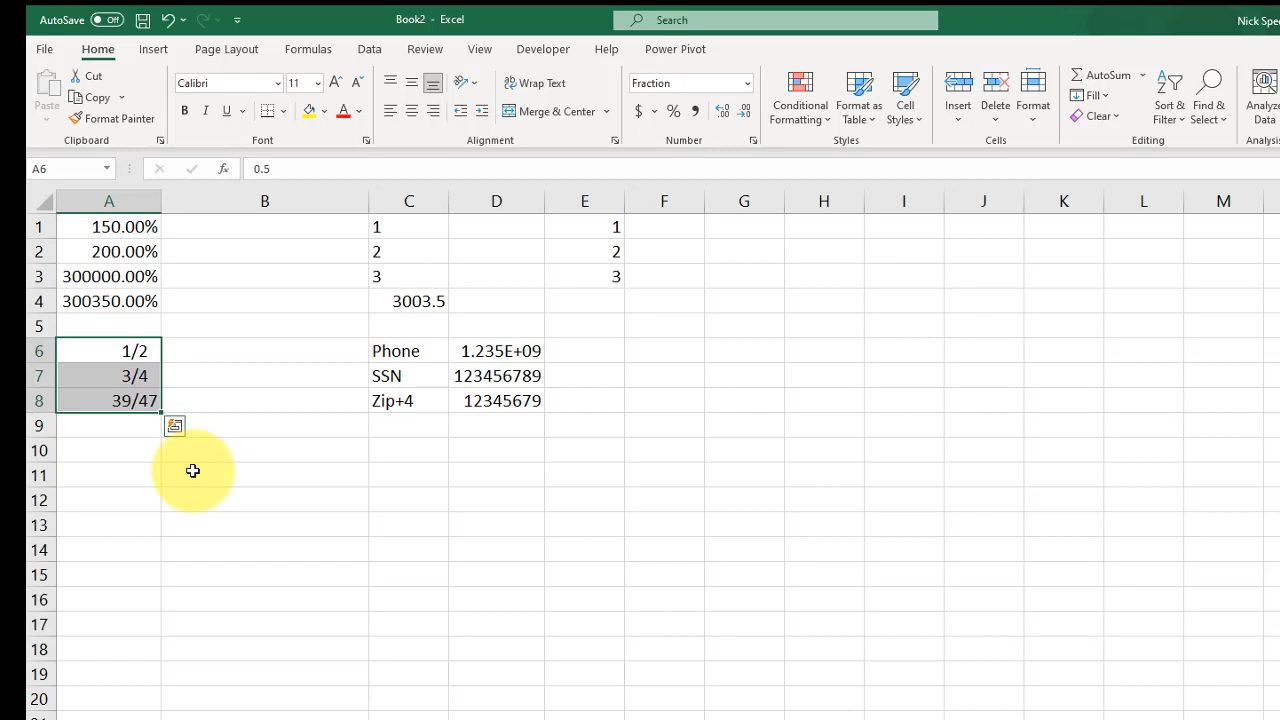 AutoSave Off Book2 - Excel Search Nick Spe
File Home Insert Page Layout Formulas Data Review View Developer Help Power Pivot
Paste Cut Copy Format Painter Clipboard
Calibri 11 A A B I U A Font
ab Wrap Text Merge & Center Alignment
Fraction $ % , Number
Conditional Formatting Format as Table Cell Styles Styles
Insert Delete Format Cells
AutoSum Fill Clear Sort & Filter Find & Select Editing
Analyz Data Analysis
A6 fx 0.5
A B C D E F G H I J K L M
1 150.00% 1 1
2 200.00% 2 2
3 300000.00% 3 3
4 300350.00% 3003.5
5
6 1/2 Phone 1.235E+09
7 3/4 SSN 123456789
8 39/47 Zip+4 12345679
9
10
11
12
13
14
15
16
17
18
19
20